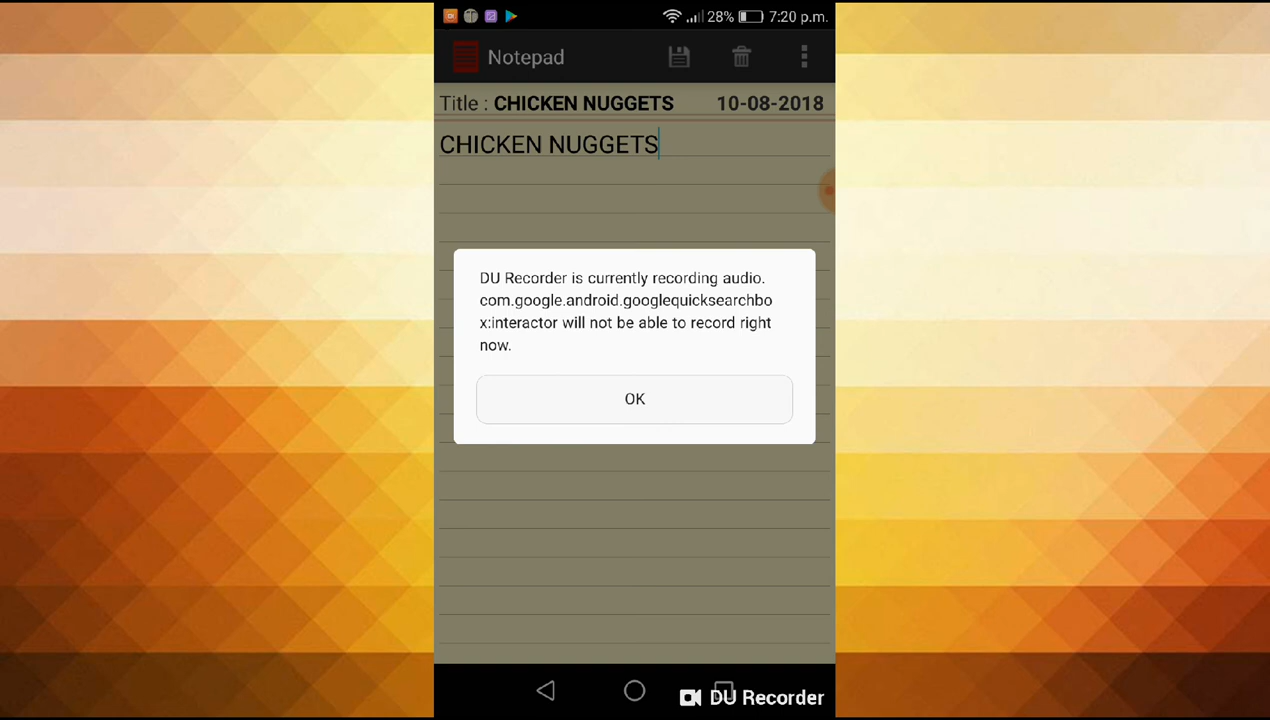 28% 7:20 p.m.
Notepad
Title : CHICKEN NUGGETS 10-08-2018
CHICKEN NUGGETS
DU Recorder is currently recording audio.
com.google.android.googlequicksearchbo
x:interactor will not be able to record right
now.
OK
DU Recorder